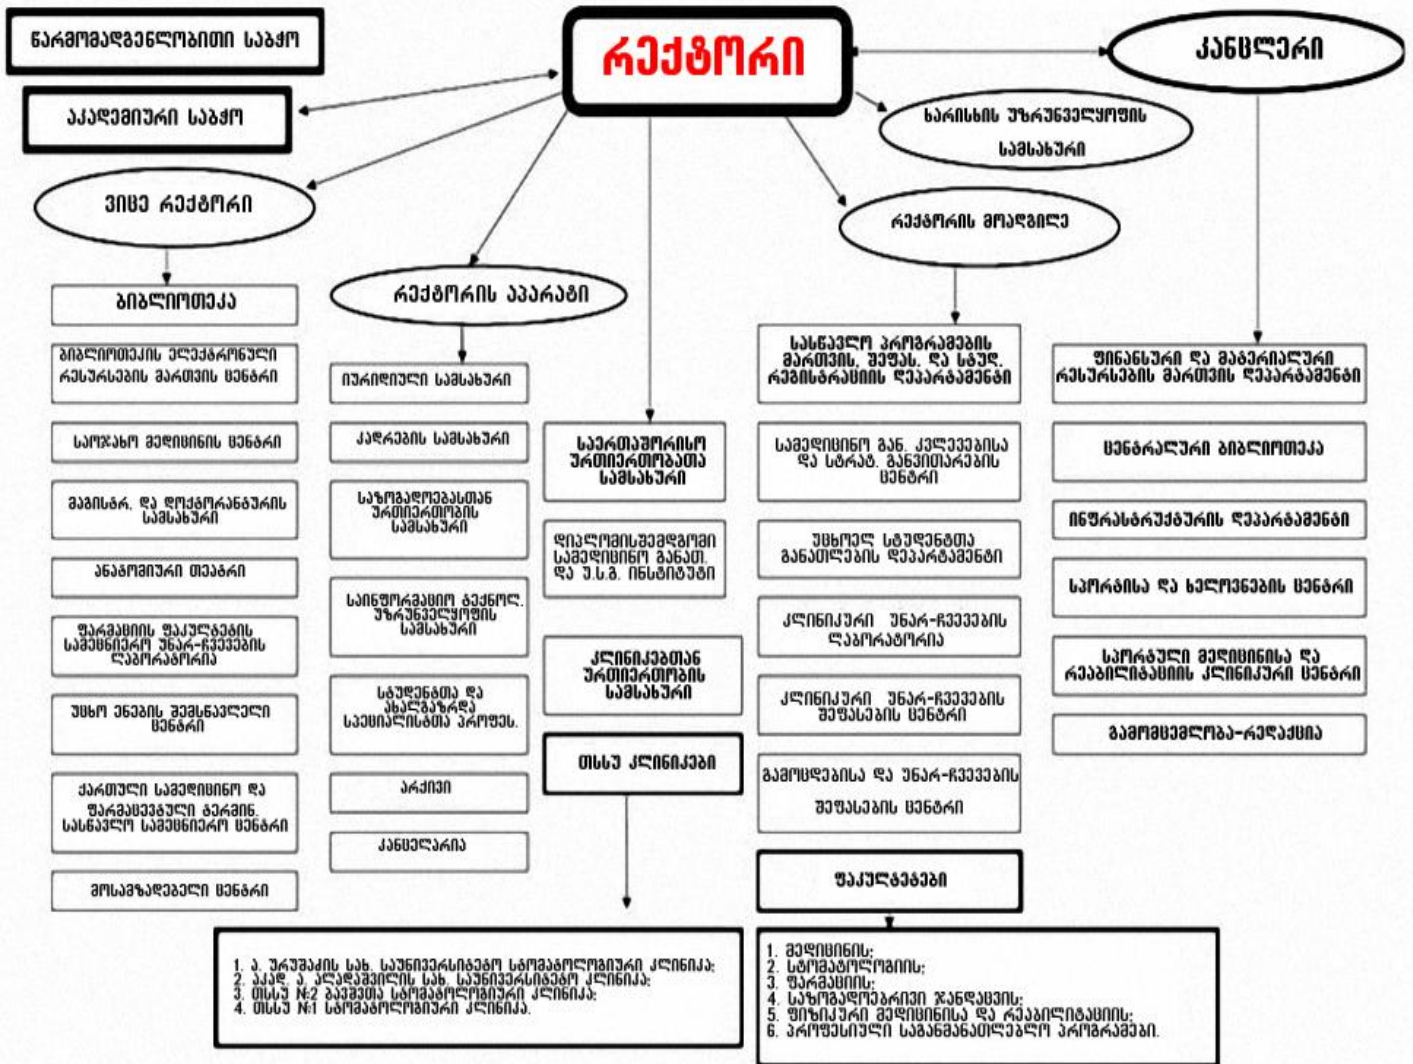 წარმომადგენლობითი საბჭო
რექტორი
კანცლერი
აკადემიური საბჭო
ხარისხის უზრუნველყოფის
სამსახური
ვიცე რექტორი
რექტორის მოადგილე
რექტორის აპარატი
ბიბლიოთეკა
ბიბლიოთეკის ელექტრონული
რესურსების მართვის ცენტრი
საოჯახო მედიცინის ცენტრი
მაგისტრ. და დოქტორანტურის
სამსახური
ანატომიური თეატრი
ფარმაციის ფაკულტეტის
სამეცნიერო უნარ-ჩვევების
ლაბორატორია
უცხო ენების შემსწავლელი
ცენტრი
ქართული სამედიცინო და
ფარმაცევტული ტერმინ.
სასწავლო სამეცნიერო ცენტრი
მოსამზადებელი ცენტრი
იურიდიული სამსახური
კადრების სამსახური
საზოგადოებასთან
ურთიერთობის
სამსახური
საინფორმაციო ტექნოლ.
უზრუნველყოფის
სამსახური
სტუდენტთა და
ახალგაზრდა
სპეციალისტთა პროფეს.
არქივი
კანცელარია
საერთაშორისო
ურთიერთობათა
სამსახური
დიპლომისშემდგომი
სამედიცინო განათ.
და უ.ს.გ. ინსტიტუტი
კლინიკებთან
ურთიერთობის
სამსახური
თსსუ კლინიკები
სასწავლო პროგრამების
მართვის, შეფას. და სტუდ.
რეგისტრაციის დეპარტამენტი
სამედიცინო გან. კვლევებისა
და სტრატ. განვითარების
ცენტრი
უცხოელ სტუდენტთა
განათლების დეპარტამენტი
კლინიკური უნარ-ჩვევების
ლაბორატორია
კლინიკური უნარ-ჩვევების
შეფასების ცენტრი
გამოცდებისა და უნარ-ჩვევების
შეფასების ცენტრი
ფაკულტეტები
ფინანსური და მატერიალური
რესურსების მართვის დეპარტამენტი
ცენტრალური ბიბლიოთეკა
ინფრასტრუქტურის დეპარტამენტი
სპორტისა და ხელოვნების ცენტრი
სპორტული მედიცინისა და
რეაბილიტაციის კლინიკური ცენტრი
გამომცემლობა-რედაქცია
1. ა. ურუშაძის სახ. საუნივერსიტეტო სტომატოლოგიური კლინიკა;
2. აკად. ა. ალადაშვილის სახ. საუნივერსიტეტო კლინიკა;
3. თსსუ №2 ბავშვთა სტომატოლოგიური კლინიკა;
4. თსსუ №1 სტომატოლოგიური კლინიკა.
1. მედიცინის;
2. სტომატოლოგიის;
3. ფარმაციის;
4. საზოგადოებრივი ჯანდაცვის;
5. ფიზიკური მედიცინისა და რეაბილიტაციის;
6. პროფესიული საგანმანათლებლო პროგრამები.